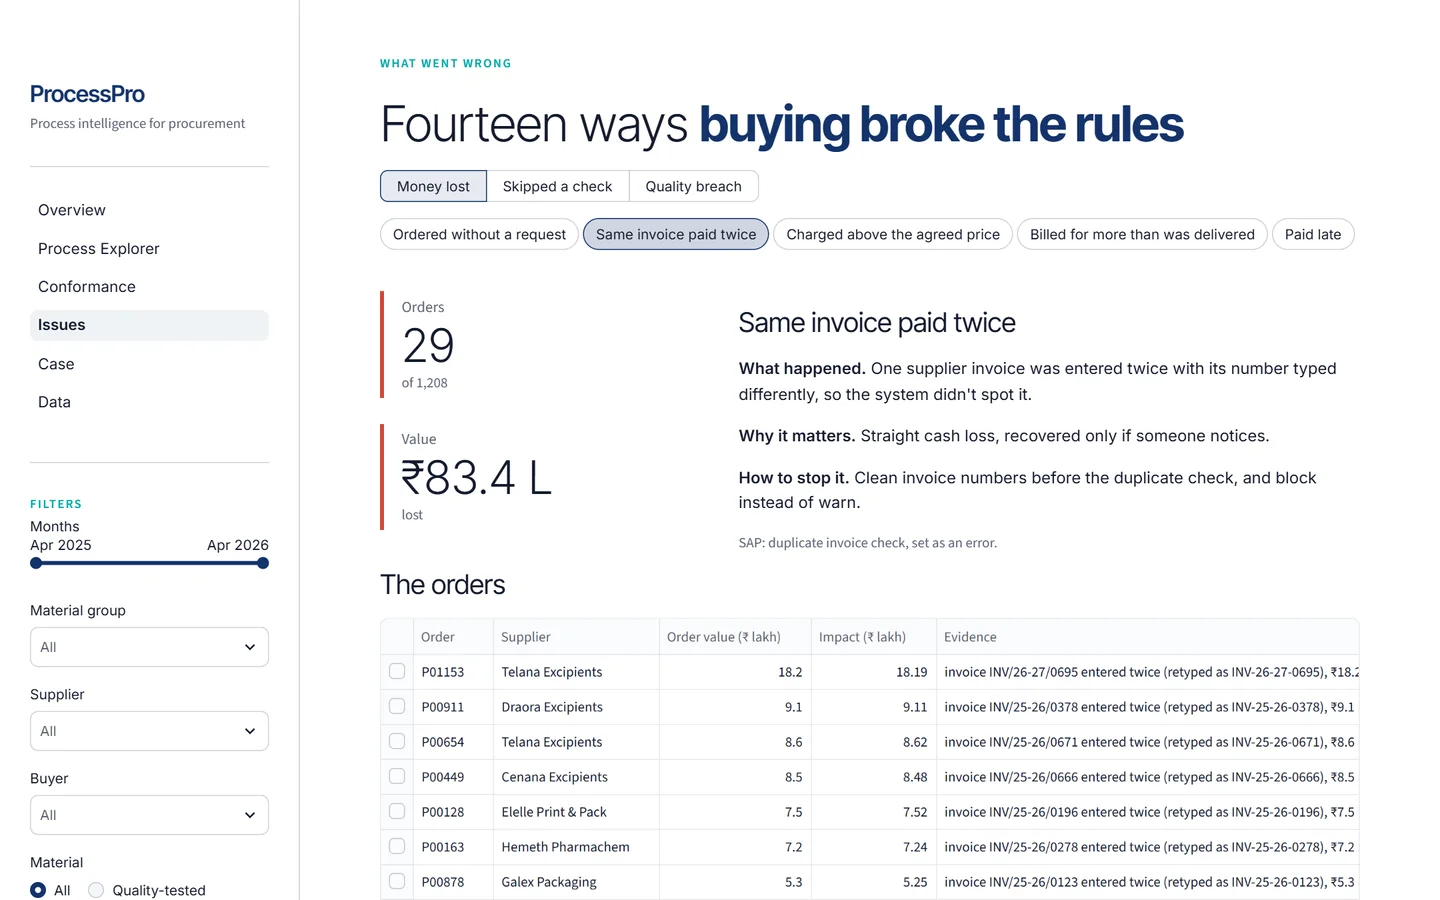 ProcessPro
Process intelligence for procurement
Overview
Process Explorer
Conformance
Issues
Case
Data
FILTERS
Months
Apr 2025 Apr 2026
Material group
All
Supplier
All
Buyer
All
Material
All Quality-tested
WHAT WENT WRONG
Fourteen ways buying broke the rules
Money lost Skipped a check Quality breach
Ordered without a request Same invoice paid twice Charged above the agreed price Billed for more than was delivered Paid late
Orders
29
of 1,208
Value
₹83.4 L
lost
Same invoice paid twice
What happened. One supplier invoice was entered twice with its number typed
differently, so the system didn't spot it.
Why it matters. Straight cash loss, recovered only if someone notices.
How to stop it. Clean invoice numbers before the duplicate check, and block
instead of warn.
SAP: duplicate invoice check, set as an error.
The orders
Order Supplier Order value (₹ lakh) Impact (₹ lakh) Evidence
P01153 Telana Excipients 18.2 18.19 invoice INV/26-27/0695 entered twice (retyped as INV-26-27-0695), ₹18.2
P00911 Draora Excipients 9.1 9.11 invoice INV/25-26/0378 entered twice (retyped as INV-25-26-0378), ₹9.1
P00654 Telana Excipients 8.6 8.62 invoice INV/25-26/0671 entered twice (retyped as INV-25-26-0671), ₹8.6
P00449 Cenana Excipients 8.5 8.48 invoice INV/25-26/0666 entered twice (retyped as INV-25-26-0666), ₹8.5
P00128 Elelle Print & Pack 7.5 7.52 invoice INV/25-26/0196 entered twice (retyped as INV-25-26-0196), ₹7.5
P00163 Hemeth Pharmachem 7.2 7.24 invoice INV/25-26/0278 entered twice (retyped as INV-25-26-0278), ₹7.2
P00878 Galex Packaging 5.3 5.25 invoice INV/25-26/0123 entered twice (retyped as INV-25-26-0123), ₹5.3